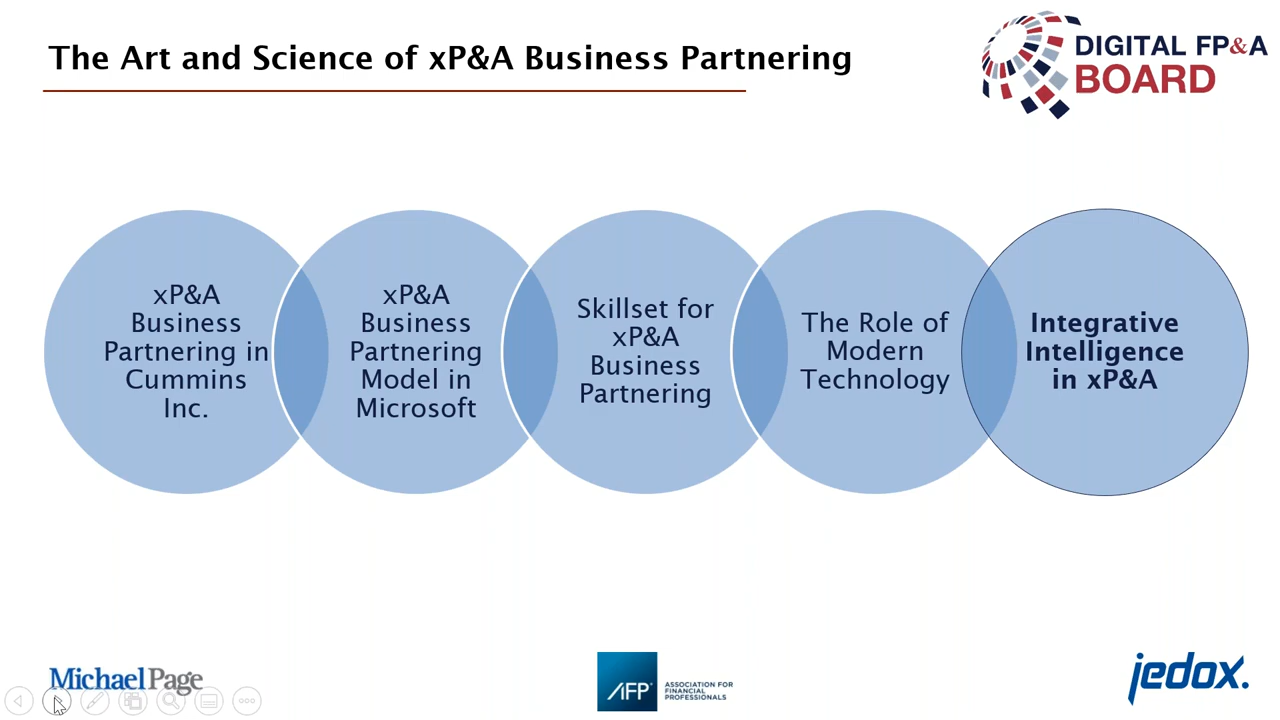 The Art and Science of xP&A Business Partnering
DIGITAL FP&A
BOARD
xP&A
Business
Partnering in
Cummins
Inc.
xP&A
Business
Partnering
Model in
Microsoft
Skillset for
xP&A
Business
Partnering
The Role of
Modern
Technology
Integrative
Intelligence
in xP&A
Michael Page
AFP®
ASSOCIATION FOR
FINANCIAL
PROFESSIONALS
jedox.